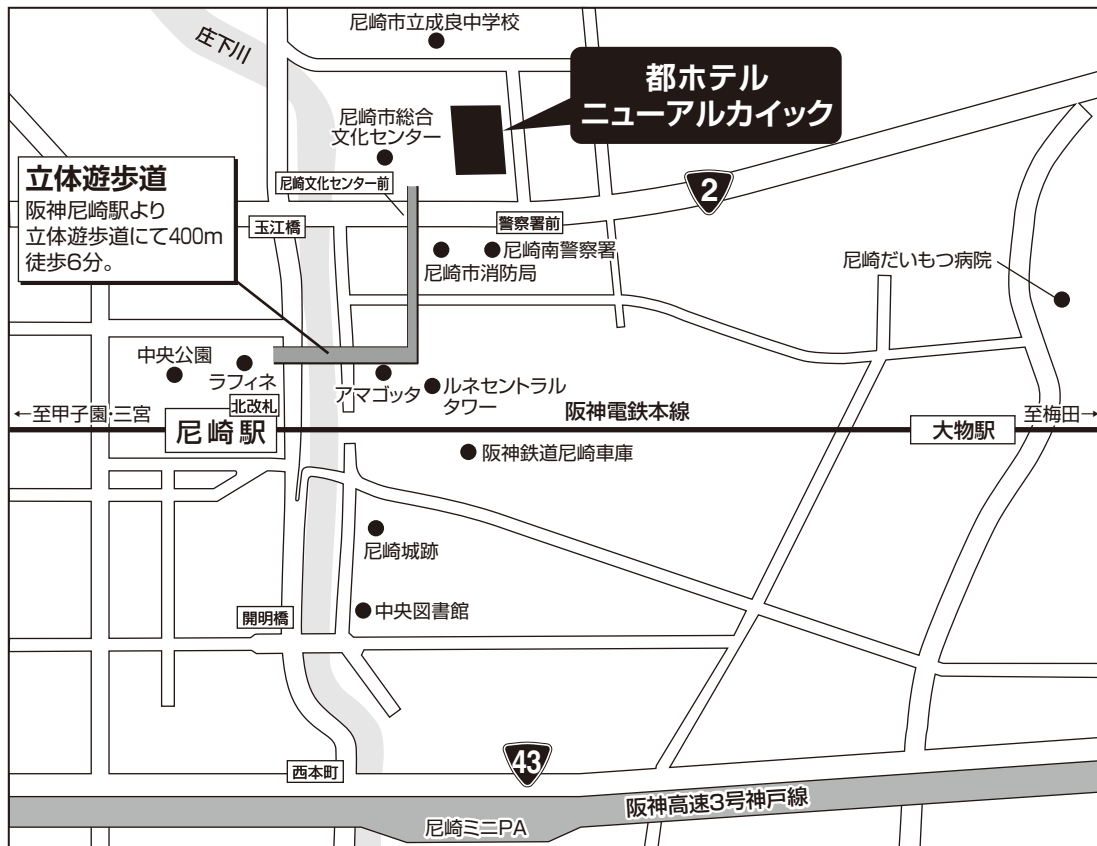 尼崎市立成良中学校
庄下川
都ホテル
ニューアルカイック
尼崎市総合
文化センター
立体遊歩道
阪神尼崎駅より
立体遊歩道にて400m
徒歩6分。
尼崎文化センター前
2
玉江橋
警察署前
尼崎南警察署
尼崎市消防局
尼崎だいもつ病院
中央公園
ラフィネ
アマゴッタ
ルネセントラル
タワー
北改札
←至甲子園・三宮
尼崎駅
阪神電鉄本線
大物駅
至梅田→
阪神鉄道尼崎車庫
尼崎城跡
中央図書館
開明橋
西本町
43
阪神高速3号神戸線
尼崎ミニPA